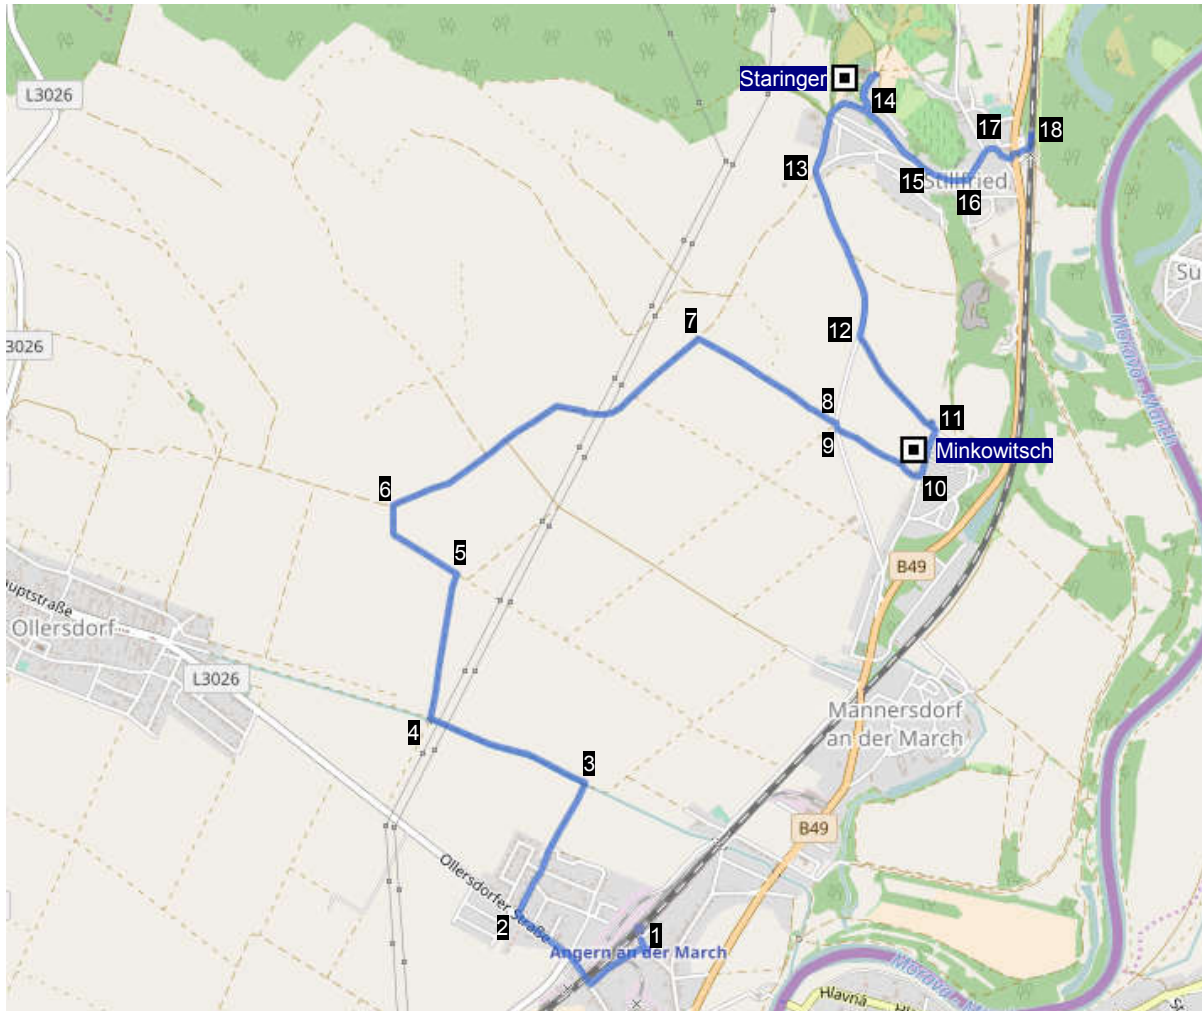 L3026
Staringer
14
17
18
13
15
Stillfried
16
3026
7
12
Morava-March
8
11
9
Minkowitsch
10
6
5
B49
auptstraße
Ollersdorf
L3026
4
3
Mannersdorf
an der March
B49
Ollersdorfer Straße
2
1
Angern an der March
Hlavná